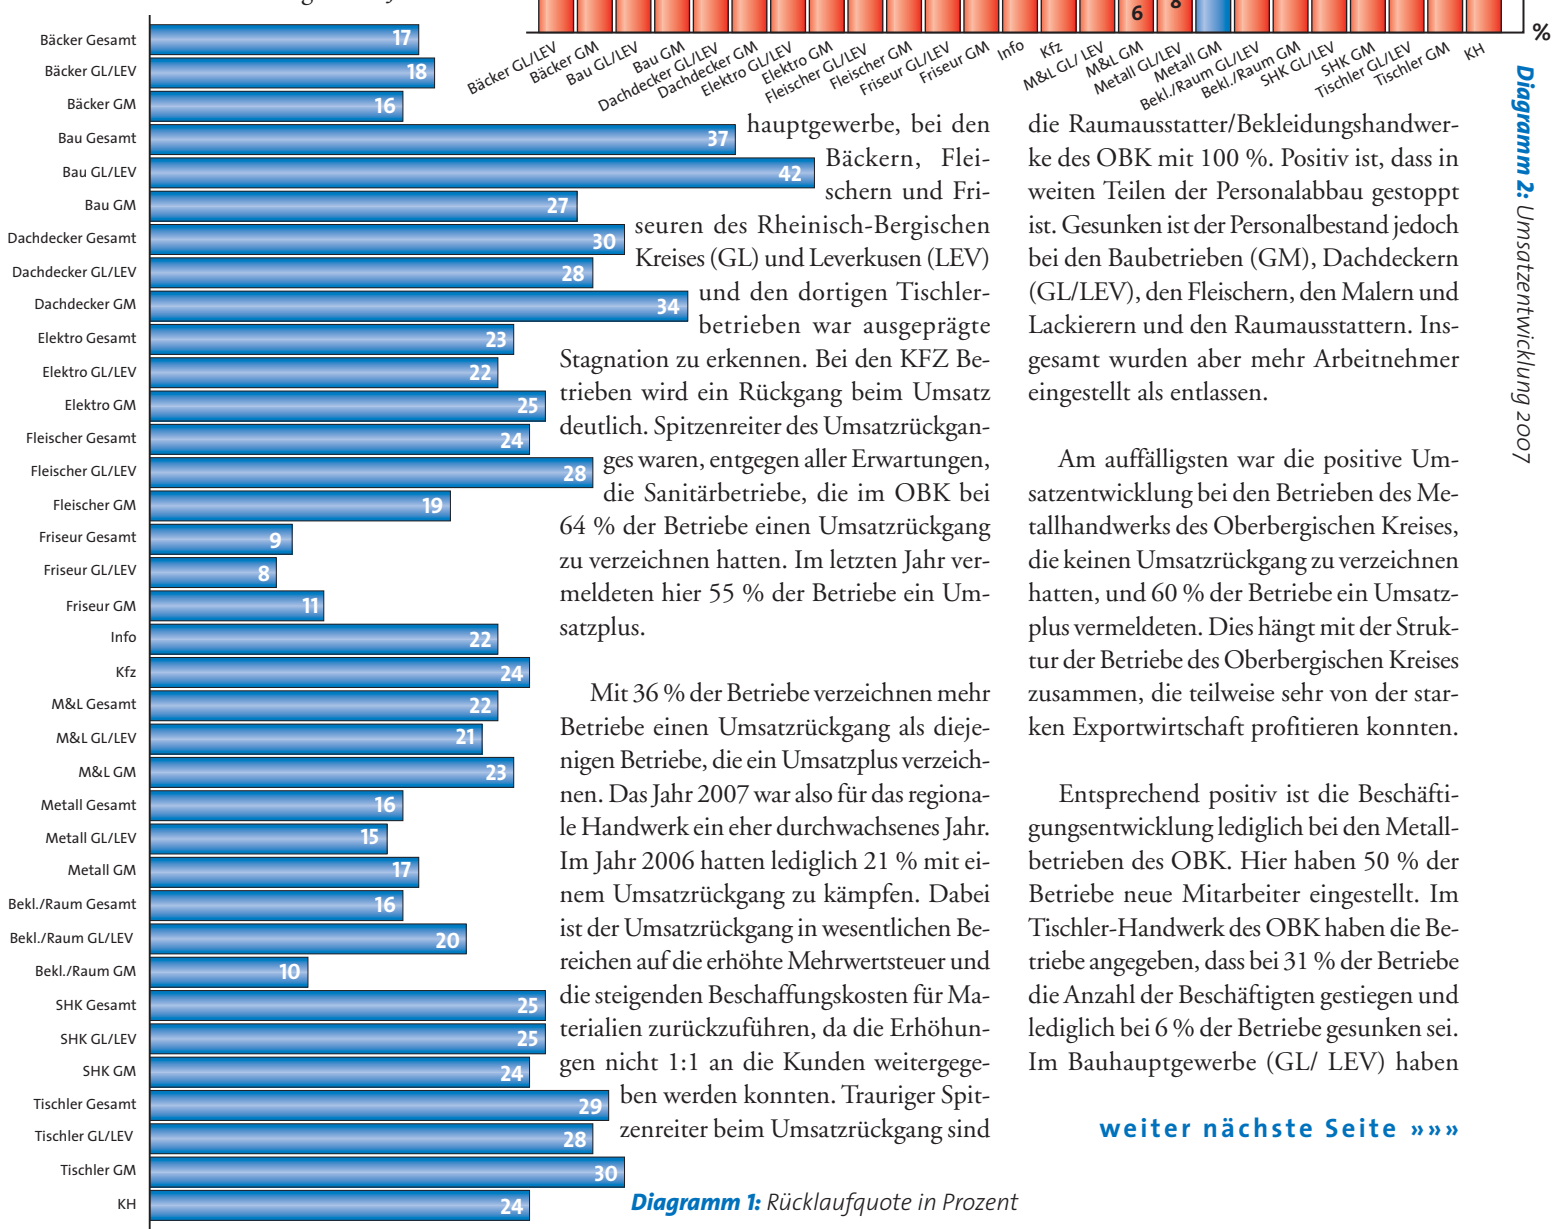 6
8
%
Bäcker GL/LEV
Bäcker GM
Bau GL/LEV
Bau GM
Dachdecker GL/LEV
Dachdecker GM
Elektro GL/LEV
Elektro GM
Fleischer GL/LEV
Fleischer GM
Friseur GL/LEV
Friseur GM
Info
Kfz
M&L GL/ LEV
M&L GM
Metall GL/LEV
Metall GM
Bekl./Raum GL/LEV
Bekl./Raum GM
SHK GL/LEV
SHK GM
Tischler GL/LEV
Tischler GM
KH
Diagramm 2: Umsatzentwicklung 2007
Bäcker Gesamt 17
Bäcker GL/LEV 18
Bäcker GM 16
Bau Gesamt 37
Bau GL/LEV 42
Bau GM 27
Dachdecker Gesamt 30
Dachdecker GL/LEV 28
Dachdecker GM 34
Elektro Gesamt 23
Elektro GL/LEV 22
Elektro GM 25
Fleischer Gesamt 24
Fleischer GL/LEV 28
Fleischer GM 19
Friseur Gesamt 9
Friseur GL/LEV 8
Friseur GM 11
Info 22
Kfz 24
M&L Gesamt 22
M&L GL/LEV 21
M&L GM 23
Metall Gesamt 16
Metall GL/LEV 15
Metall GM 17
Bekl./Raum Gesamt 16
Bekl./Raum GL/LEV 20
Bekl./Raum GM 10
SHK Gesamt 25
SHK GL/LEV 25
SHK GM 24
Tischler Gesamt 29
Tischler GL/LEV 28
Tischler GM 30
KH 24
Diagramm 1: Rücklaufquote in Prozent
hauptgewerbe, bei den
Bäckern, Flei-
schern und Fri-
seuren des Rheinisch-Bergischen
Kreises (GL) und Leverkusen (LEV)
und den dortigen Tischler-
betrieben war ausgeprägte
Stagnation zu erkennen. Bei den KFZ Be-
trieben wird ein Rückgang beim Umsatz
deutlich. Spitzenreiter des Umsatzrückgan-
ges waren, entgegen aller Erwartungen,
die Sanitärbetriebe, die im OBK bei
64 % der Betriebe einen Umsatzrückgang
zu verzeichnen hatten. Im letzten Jahr ver-
meldeten hier 55 % der Betriebe ein Um-
satzplus.
Mit 36 % der Betriebe verzeichnen mehr
Betriebe einen Umsatzrückgang als dieje-
nigen Betriebe, die ein Umsatzplus verzeich-
nen. Das Jahr 2007 war also für das regiona-
le Handwerk ein eher durchwachsenes Jahr.
Im Jahr 2006 hatten lediglich 21 % mit ei-
nem Umsatzrückgang zu kämpfen. Dabei
ist der Umsatzrückgang in wesentlichen Be-
reichen auf die erhöhte Mehrwertsteuer und
die steigenden Beschaffungskosten für Ma-
terialien zurückzuführen, da die Erhöhun-
gen nicht 1:1 an die Kunden weitergege-
ben werden konnten. Trauriger Spit-
zenreiter beim Umsatzrückgang sind
die Raumausstatter/Bekleidungshandwer-
ke des OBK mit 100 %. Positiv ist, dass in
weiten Teilen der Personalabbau gestoppt
ist. Gesunken ist der Personalbestand jedoch
bei den Baubetrieben (GM), Dachdeckern
(GL/LEV), den Fleischern, den Malern und
Lackierern und den Raumausstattern. Ins-
gesamt wurden aber mehr Arbeitnehmer
eingestellt als entlassen.
Am auffälligsten war die positive Um-
satzentwicklung bei den Betrieben des Me-
tallhandwerks des Oberbergischen Kreises,
die keinen Umsatzrückgang zu verzeichnen
hatten, und 60 % der Betriebe ein Umsatz-
plus vermeldeten. Dies hängt mit der Struk-
tur der Betriebe des Oberbergischen Kreises
zusammen, die teilweise sehr von der star-
ken Exportwirtschaft profitieren konnten.
Entsprechend positiv ist die Beschäfti-
gungsentwicklung lediglich bei den Metall-
betrieben des OBK. Hier haben 50 % der
Betriebe neue Mitarbeiter eingestellt. Im
Tischler-Handwerk des OBK haben die Be-
triebe angegeben, dass bei 31 % der Betriebe
die Anzahl der Beschäftigten gestiegen und
lediglich bei 6 % der Betriebe gesunken sei.
Im Bauhauptgewerbe (GL/ LEV) haben
weiter nächste Seite »»»